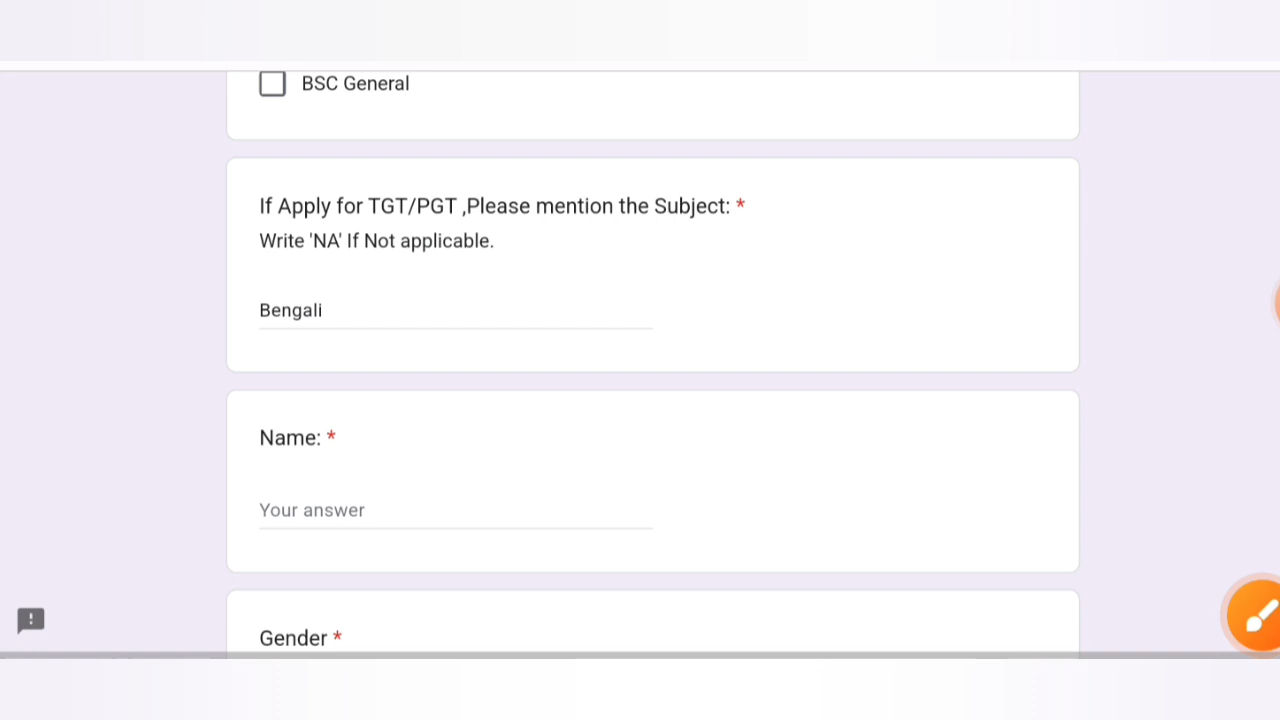 BSC General
If Apply for TGT/PGT ,Please mention the Subject: *
Write 'NA' If Not applicable.
Bengali
Name: *
Your answer
Gender *